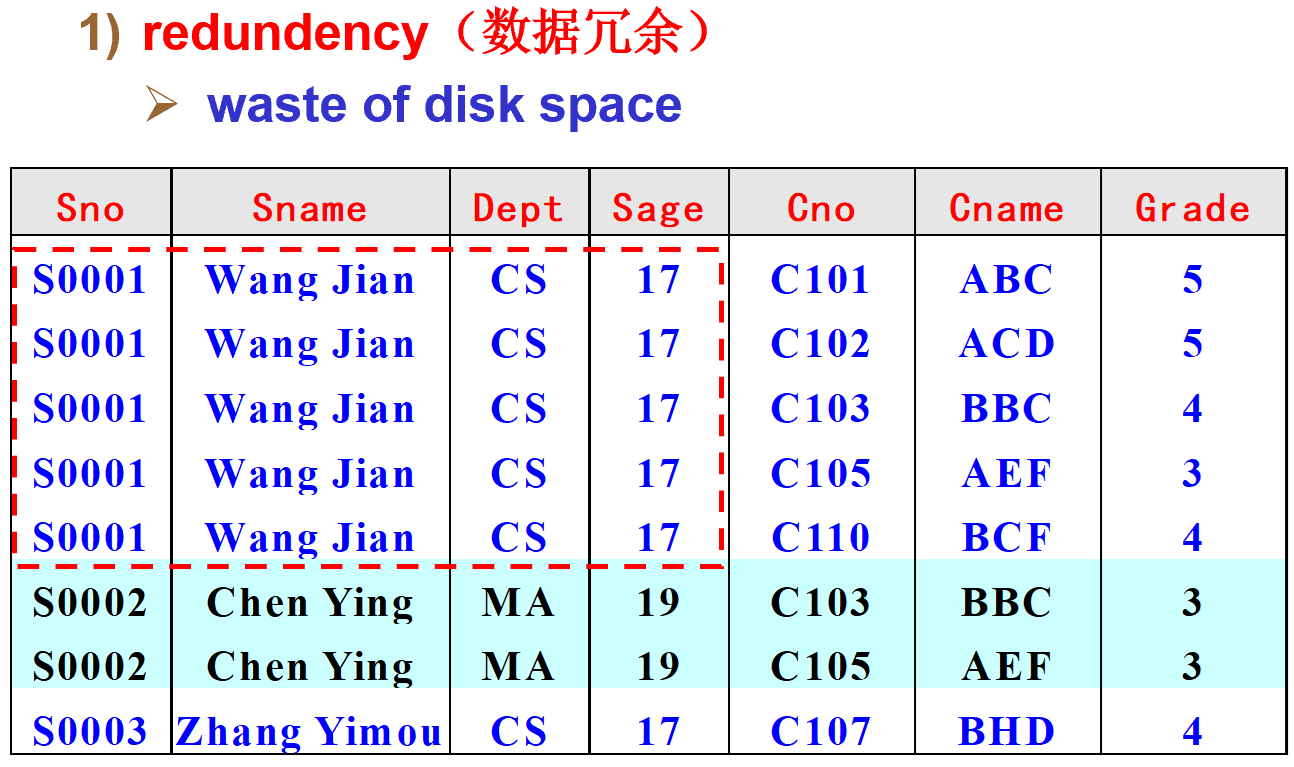 1) redundency（数据冗余）
➢ waste of disk space
Sno Sname Dept Sage Cno Cname Grade
S0001 Wang Jian CS 17 C101 ABC 5
S0001 Wang Jian CS 17 C102 ACD 5
S0001 Wang Jian CS 17 C103 BBC 4
S0001 Wang Jian CS 17 C105 AEF 3
S0001 Wang Jian CS 17 C110 BCF 4
S0002 Chen Ying MA 19 C103 BBC 3
S0002 Chen Ying MA 19 C105 AEF 3
S0003 Zhang Yimou CS 17 C107 BHD 4